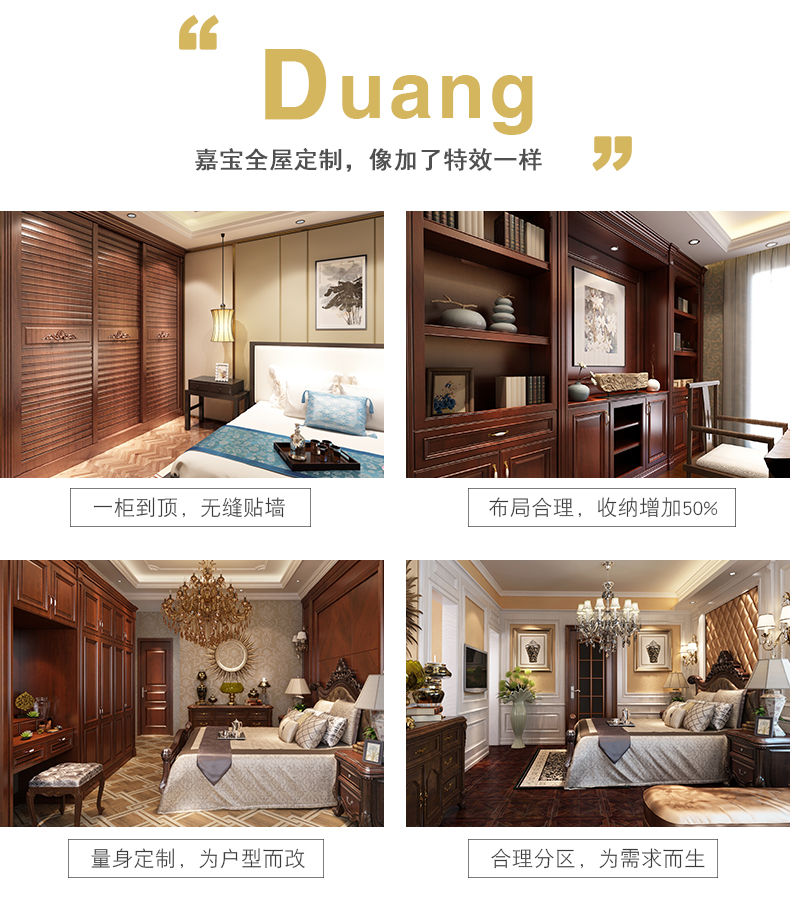 “
Duang
嘉宝全屋定制，像加了特效一样
”
一柜到顶，无缝贴墙
布局合理，收纳增加50%
量身定制，为户型而改
合理分区，为需求而生